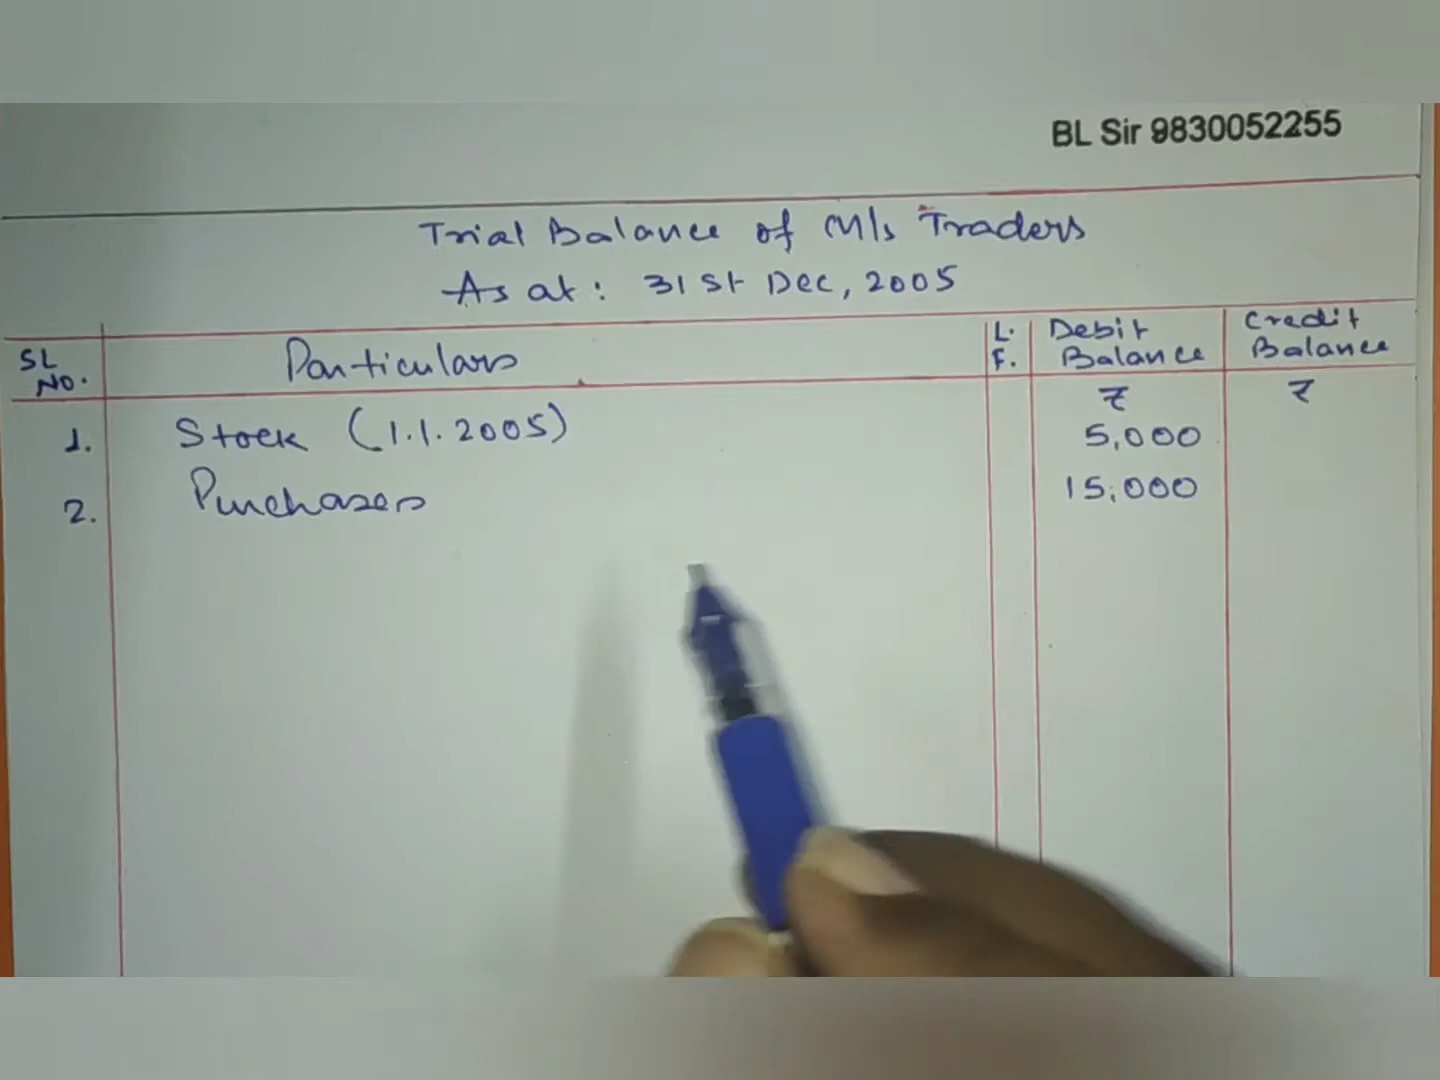 BL Sir 9830052255
Trial Balance of M/s Traders
As at: 31st Dec, 2005
SL No. Particulars L.F. Debit Balance Credit Balance
₹ ₹
1. Stock (1.1.2005) 5,000
2. Purchases 15,000